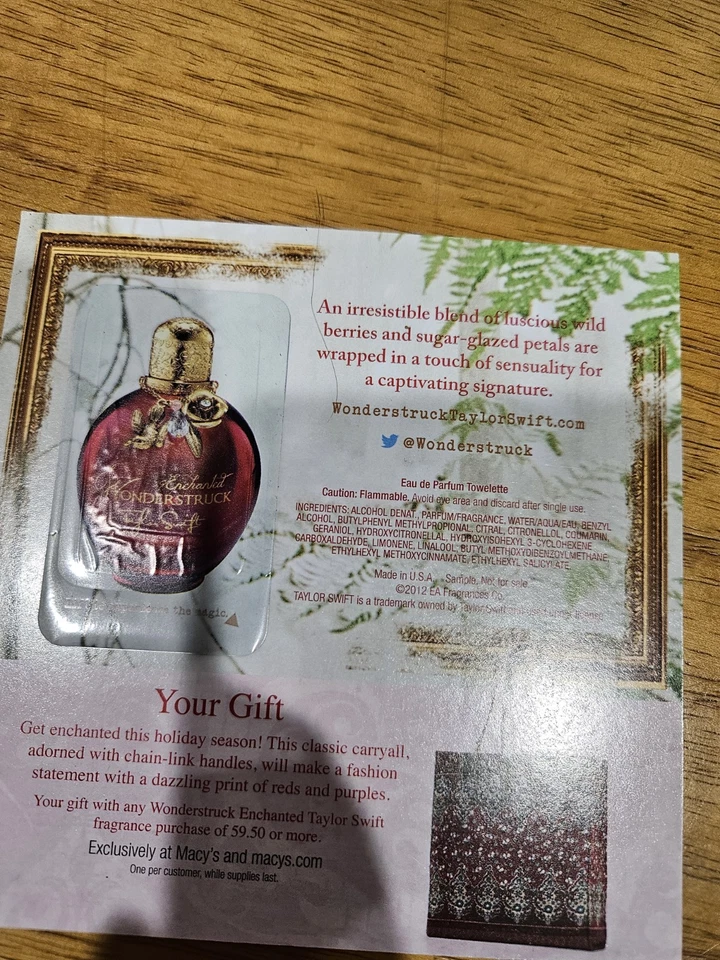 An irresistible blend of luscious wild
berries and sugar-glazed petals are
wrapped in a touch of sensuality for
a captivating signature.
WonderstruckTaylorSwift.com
@Wonderstruck
Enchanted
WONDERSTRUCK
Taylor Swift
the magic.
Eau de Parfum Towelette
Caution: Flammable. Avoid eye area and discard after single use.
INGREDIENTS: ALCOHOL DENAT., PARFUM/FRAGRANCE, WATER/AQUA/EAU, BENZYL
ALCOHOL, BUTYLPHENYL METHYLPROPIONAL, CITRAL, CITRONELLOL, COUMARIN,
GERANIOL, HYDROXYCITRONELLAL, HYDROXYISOHEXYL 3-CYCLOHEXENE
CARBOXALDEHYDE, LIMONENE, LINALOOL, BUTYL METHOXYDIBENZOYLMETHANE,
ETHYLHEXYL METHOXYCINNAMATE, ETHYLHEXYL SALICYLATE.
Made in U.S.A. Sample, Not for sale.
©2012 EA Fragrances Co.
TAYLOR SWIFT is a trademark owned by Taylor Swift
Your Gift
Get enchanted this holiday season! This classic carryall,
adorned with chain-link handles, will make a fashion
statement with a dazzling print of reds and purples.
Your gift with any Wonderstruck Enchanted Taylor Swift
fragrance purchase of 59.50 or more.
Exclusively at Macy's and macys.com
One per customer, while supplies last.